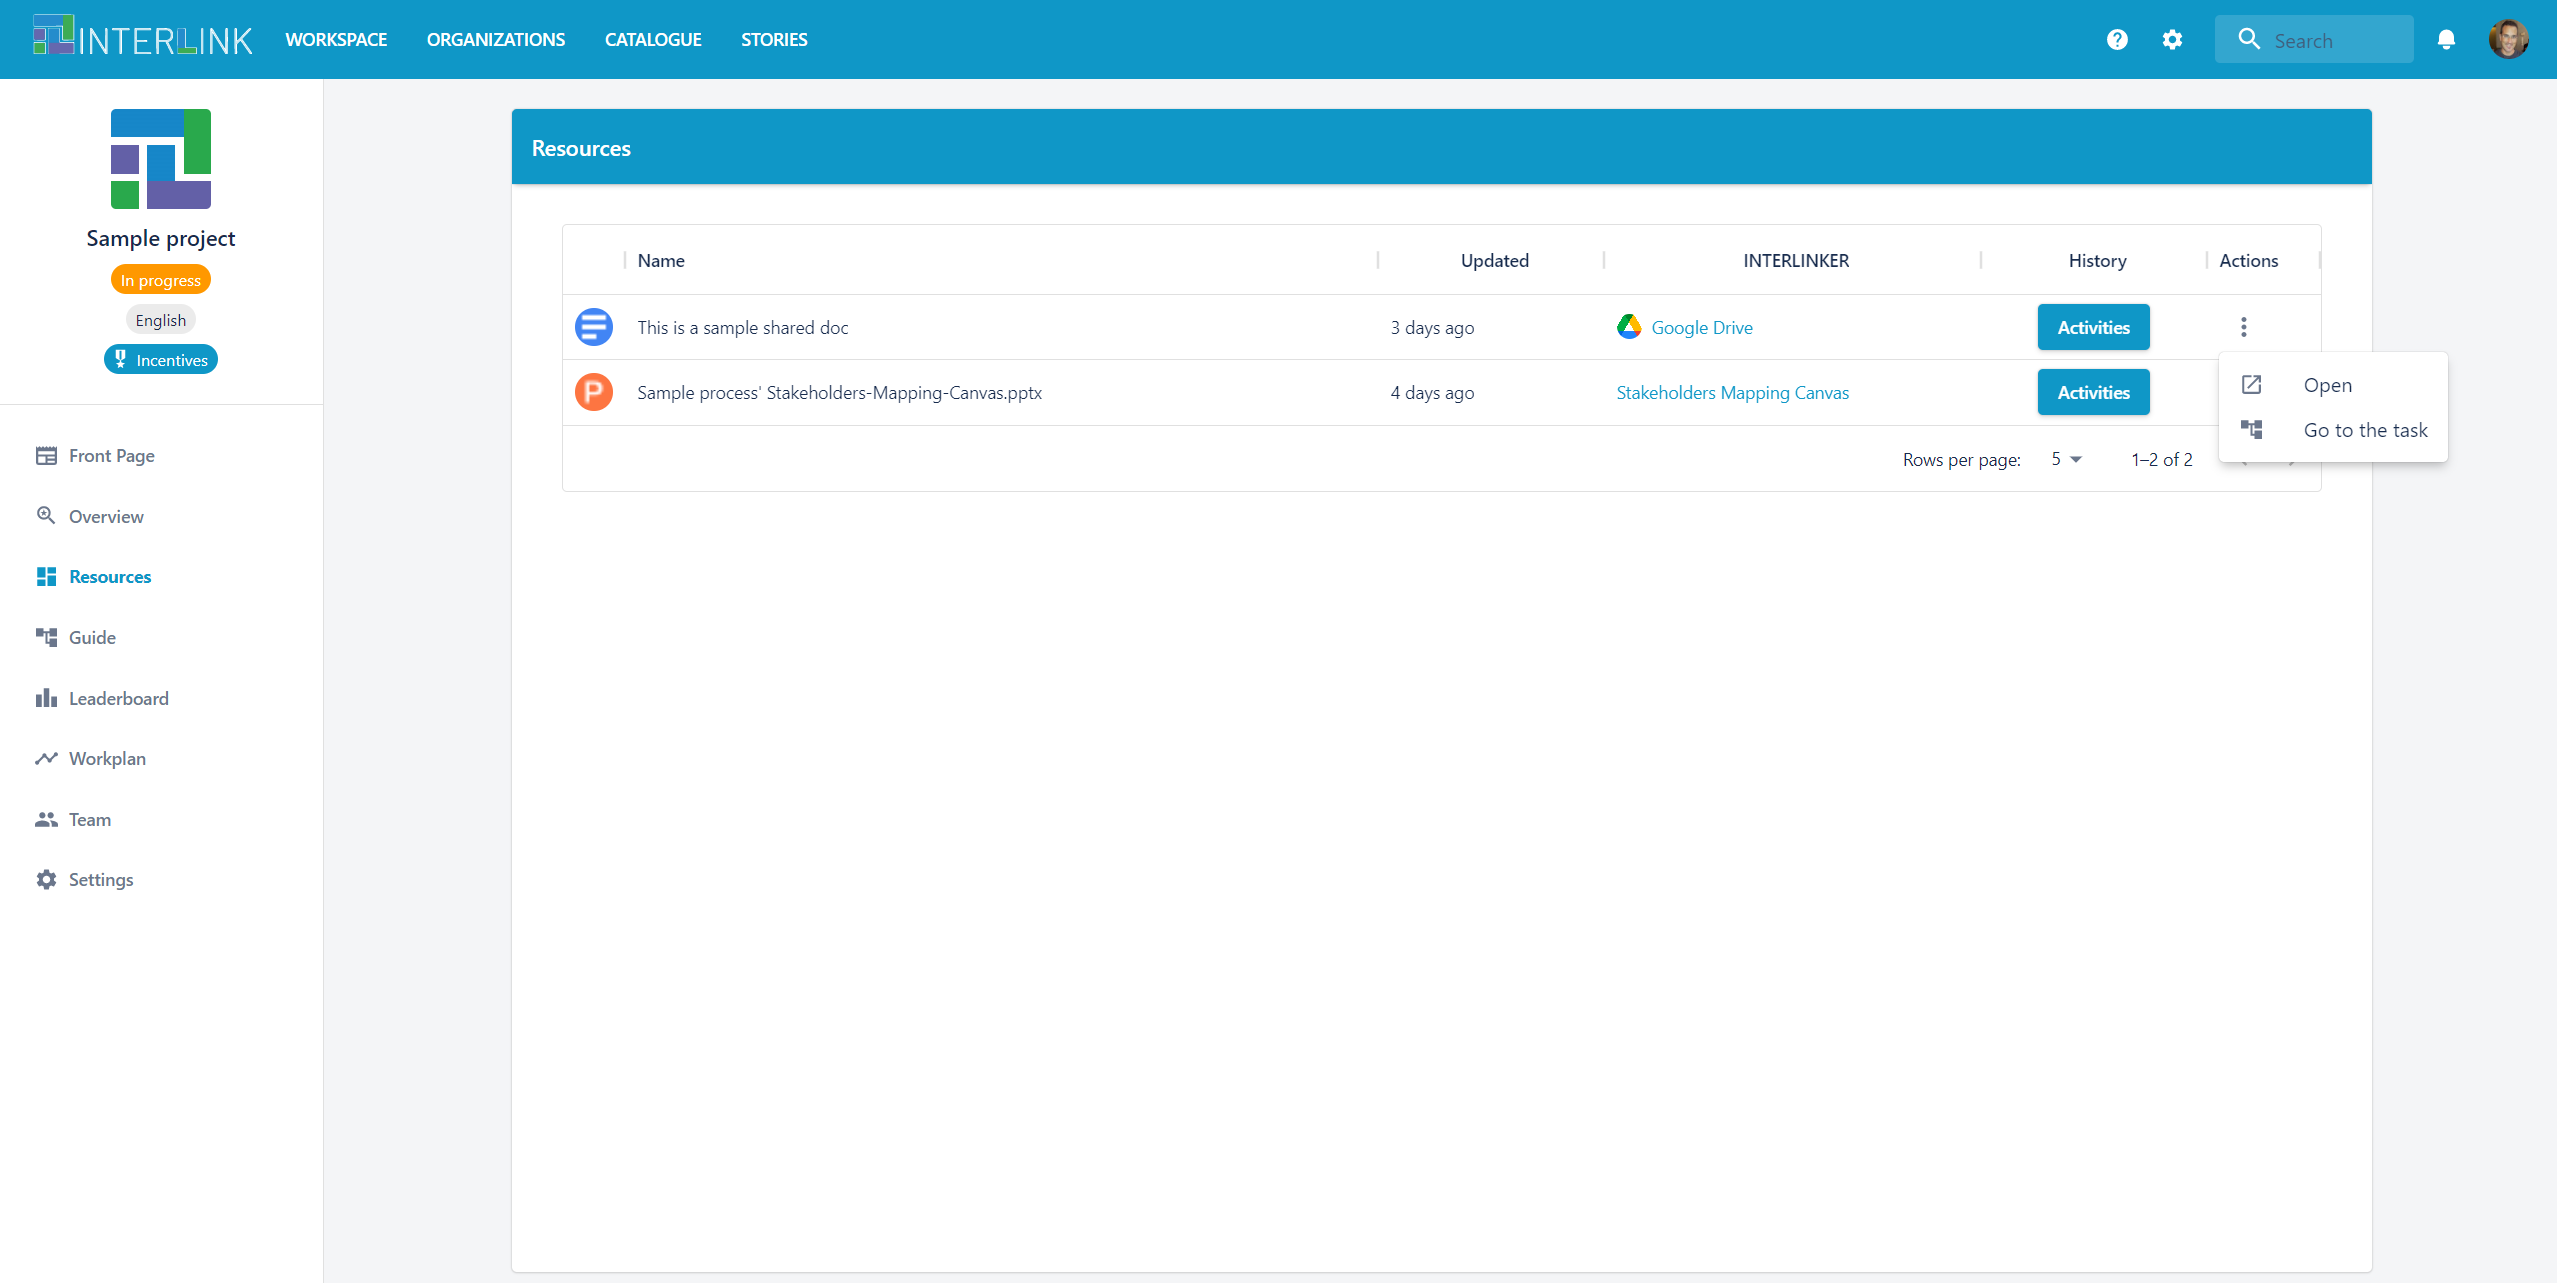 INTERLINK WORKSPACE ORGANIZATIONS CATALOGUE STORIES Search
Sample project
In progress
English
Incentives
Front Page
Overview
Resources
Guide
Leaderboard
Workplan
Team
Settings
Resources
Name Updated INTERLINKER History Actions
This is a sample shared doc 3 days ago Google Drive Activities
P Sample process' Stakeholders-Mapping-Canvas.pptx 4 days ago Stakeholders Mapping Canvas Activities
Rows per page: 5 1–2 of 2
Open
Go to the task